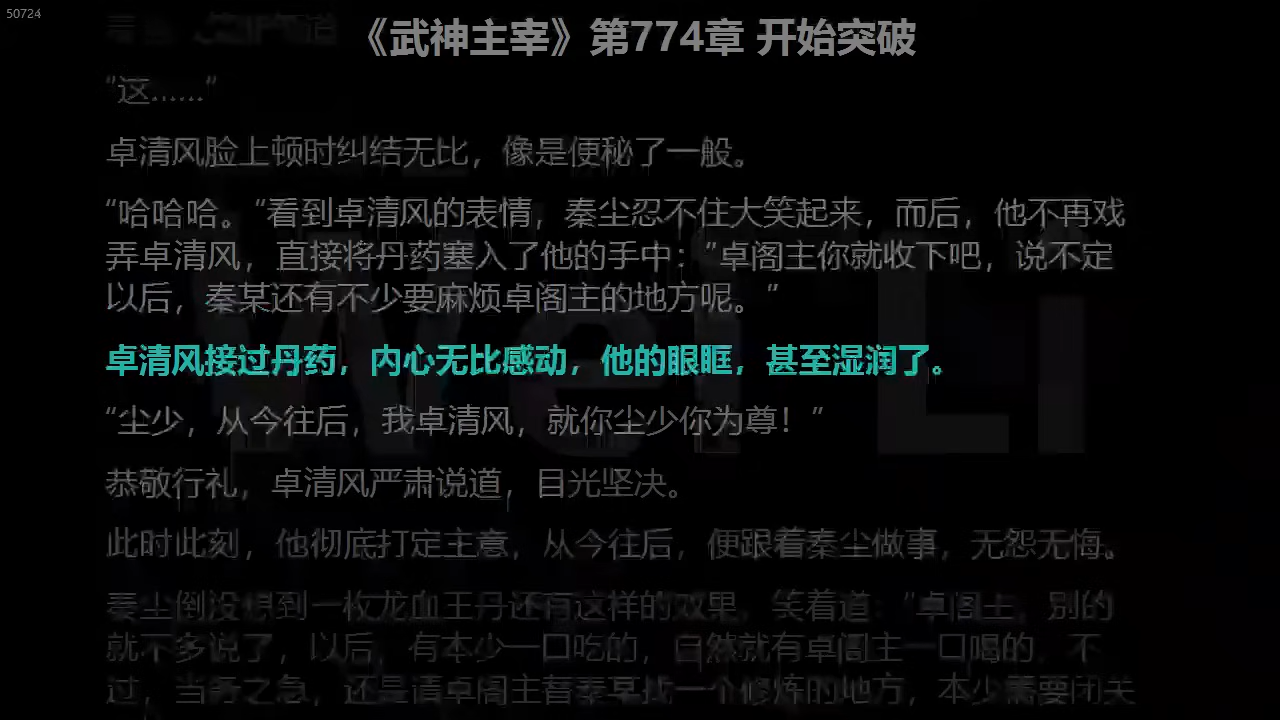 50724
《武神主宰》第774章 开始突破
“这……”
卓清风脸上顿时纠结无比，像是便秘了一般。
“哈哈哈。“看到卓清风的表情，秦尘忍不住大笑起来，而后，他不再戏
弄卓清风，直接将丹药塞入了他的手中：“卓阁主你就收下吧，说不定
以后，秦某还有不少要麻烦卓阁主的地方呢。”
卓清风接过丹药，内心无比感动，他的眼眶，甚至湿润了。
“尘少，从今往后，我卓清风，就你尘少你为尊！”
恭敬行礼，卓清风严肃说道，目光坚决。
此时此刻，他彻底打定主意，从今往后，便跟着秦尘做事，无怨无悔。
秦尘倒没想到一枚龙血王丹还有这样的效果，笑着道：“卓阁主，别的
就不多说了，以后，有本少一口吃的，自然就有卓阁主一口喝的，不
过，当务之急，还是请卓阁主替秦某找一个修炼的地方，本少需要闭关
Wei Li